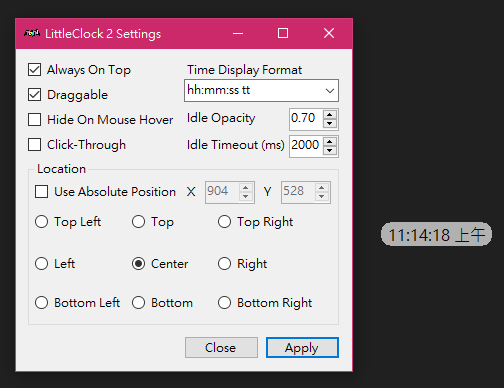 LittleClock 2 Settings
Always On Top
Time Display Format
Draggable
hh:mm:ss tt
Hide On Mouse Hover
Idle Opacity
0.70
Click-Through
Idle Timeout (ms)
2000
Location
Use Absolute Position X 904 Y 528
Top Left Top Top Right
11:14:18 上午
Left Center Right
Bottom Left Bottom Bottom Right
Close Apply